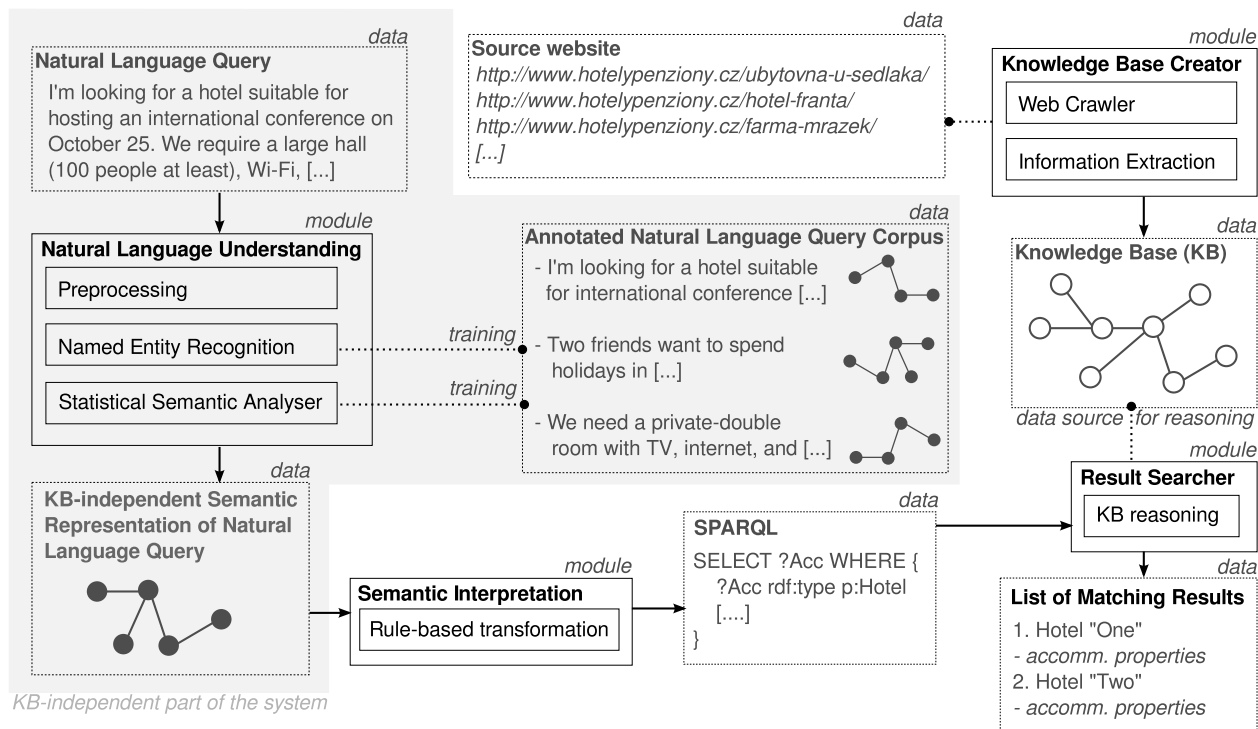 data
Natural Language Query
I'm looking for a hotel suitable for
hosting an international conference on
October 25. We require a large hall
(100 people at least), Wi-Fi, [...]
data
Source website
http://www.hotelypenziony.cz/ubytovna-u-sedlaka/
http://www.hotelypenziony.cz/hotel-franta/
http://www.hotelypenziony.cz/farma-mrazek/
[...]
module
Knowledge Base Creator
Web Crawler
Information Extraction
module
Natural Language Understanding
Preprocessing
Named Entity Recognition
Statistical Semantic Analyser
training
training
data
Annotated Natural Language Query Corpus
- I'm looking for a hotel suitable
for international conference [...]
- Two friends want to spend
holidays in [...]
- We need a private-double
room with TV, internet, and [...]
data
Knowledge Base (KB)
data source for reasoning
data
KB-independent Semantic
Representation of Natural
Language Query
KB-independent part of the system
module
Semantic Interpretation
Rule-based transformation
data
SPARQL
SELECT ?Acc WHERE {
?Acc rdf:type p:Hotel
[....]
}
module
Result Searcher
KB reasoning
data
List of Matching Results
1. Hotel "One"
- accomm. properties
2. Hotel "Two"
- accomm. properties